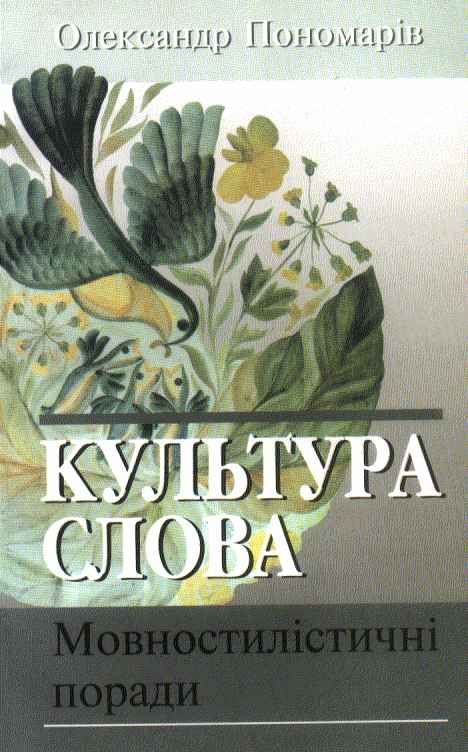 Олександр Пономарів
КУЛЬТУРА
СЛОВА
Мовностилістичні
поради